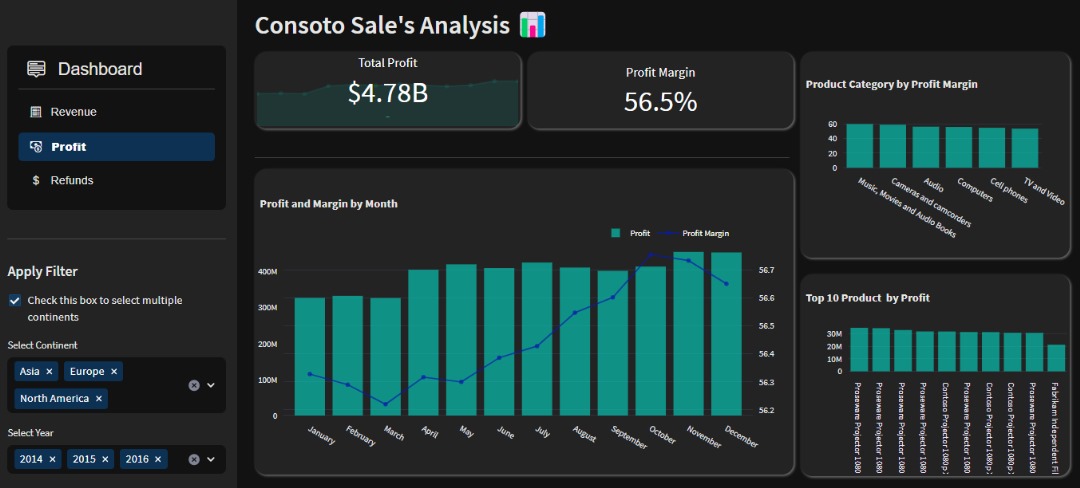 Consoto Sale's Analysis
Dashboard
Revenue
Profit
Refunds
Apply Filter
Check this box to select multiple
continents
Select Continent
Asia
Europe
North America
Select Year
2014
2015
2016
Total Profit
$4.78B
Profit Margin
56.5%
Profit and Margin by Month
Profit
Profit Margin
400M
300M
200M
100M
0
56.7
56.6
56.5
56.4
56.3
56.2
January
February
March
April
May
June
July
August
September
October
November
December
Product Category by Profit Margin
60
40
20
0
Music, Movies and Audio Books
Cameras and camcorders
Audio
Computers
Cell phones
TV and Video
Top 10 Product by Profit
30M
20M
10M
0
Proseware Projector 1080
Proseware Projector 1080
Proseware Projector 1080
Proseware Projector 1080
Contoso Projector 1080p
Proseware Projector 1080
Contoso Projector 1080p
Contoso Projector 1080p
Proseware Projector 1080
Fabrikam Independent Fil